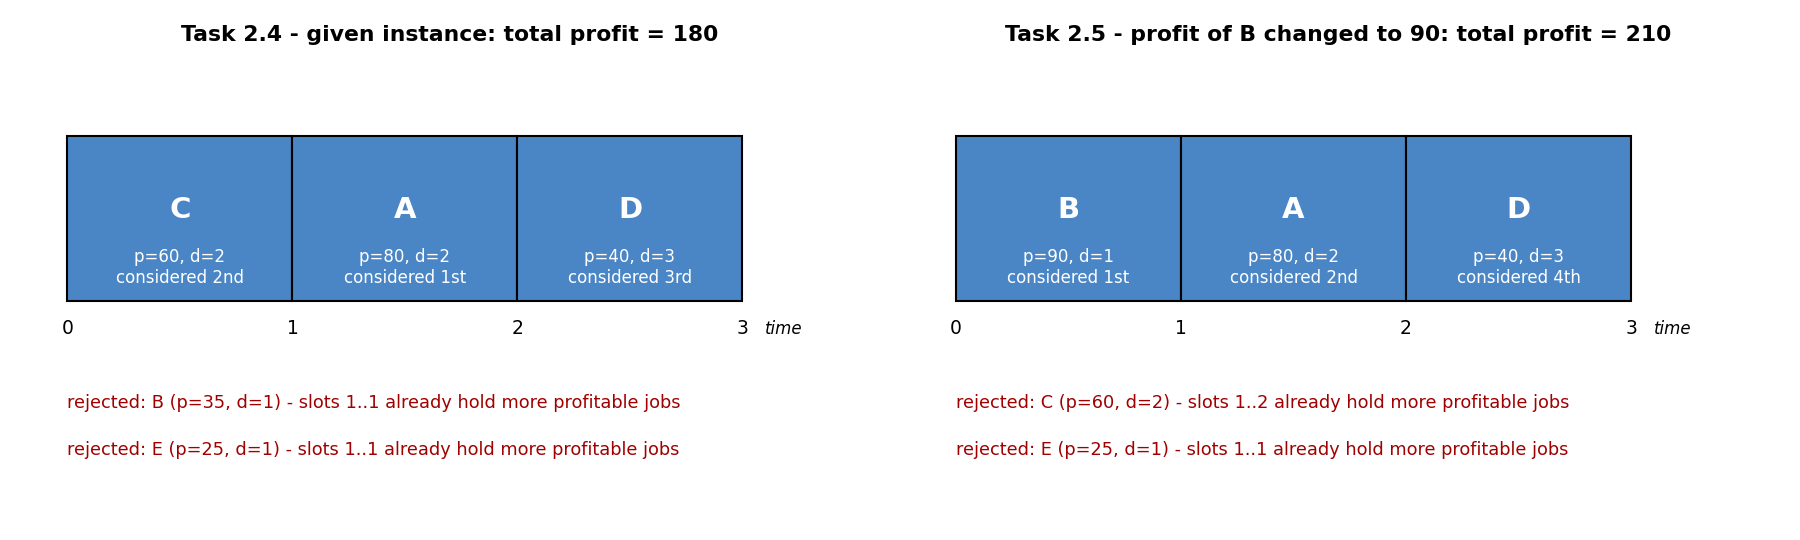 Task 2.4 - given instance: total profit = 180
C
p=60, d=2
considered 2nd
A
p=80, d=2
considered 1st
D
p=40, d=3
considered 3rd
0 1 2 3 time
rejected: B (p=35, d=1) - slots 1..1 already hold more profitable jobs
rejected: E (p=25, d=1) - slots 1..1 already hold more profitable jobs
Task 2.5 - profit of B changed to 90: total profit = 210
B
p=90, d=1
considered 1st
A
p=80, d=2
considered 2nd
D
p=40, d=3
considered 4th
0 1 2 3 time
rejected: C (p=60, d=2) - slots 1..2 already hold more profitable jobs
rejected: E (p=25, d=1) - slots 1..1 already hold more profitable jobs